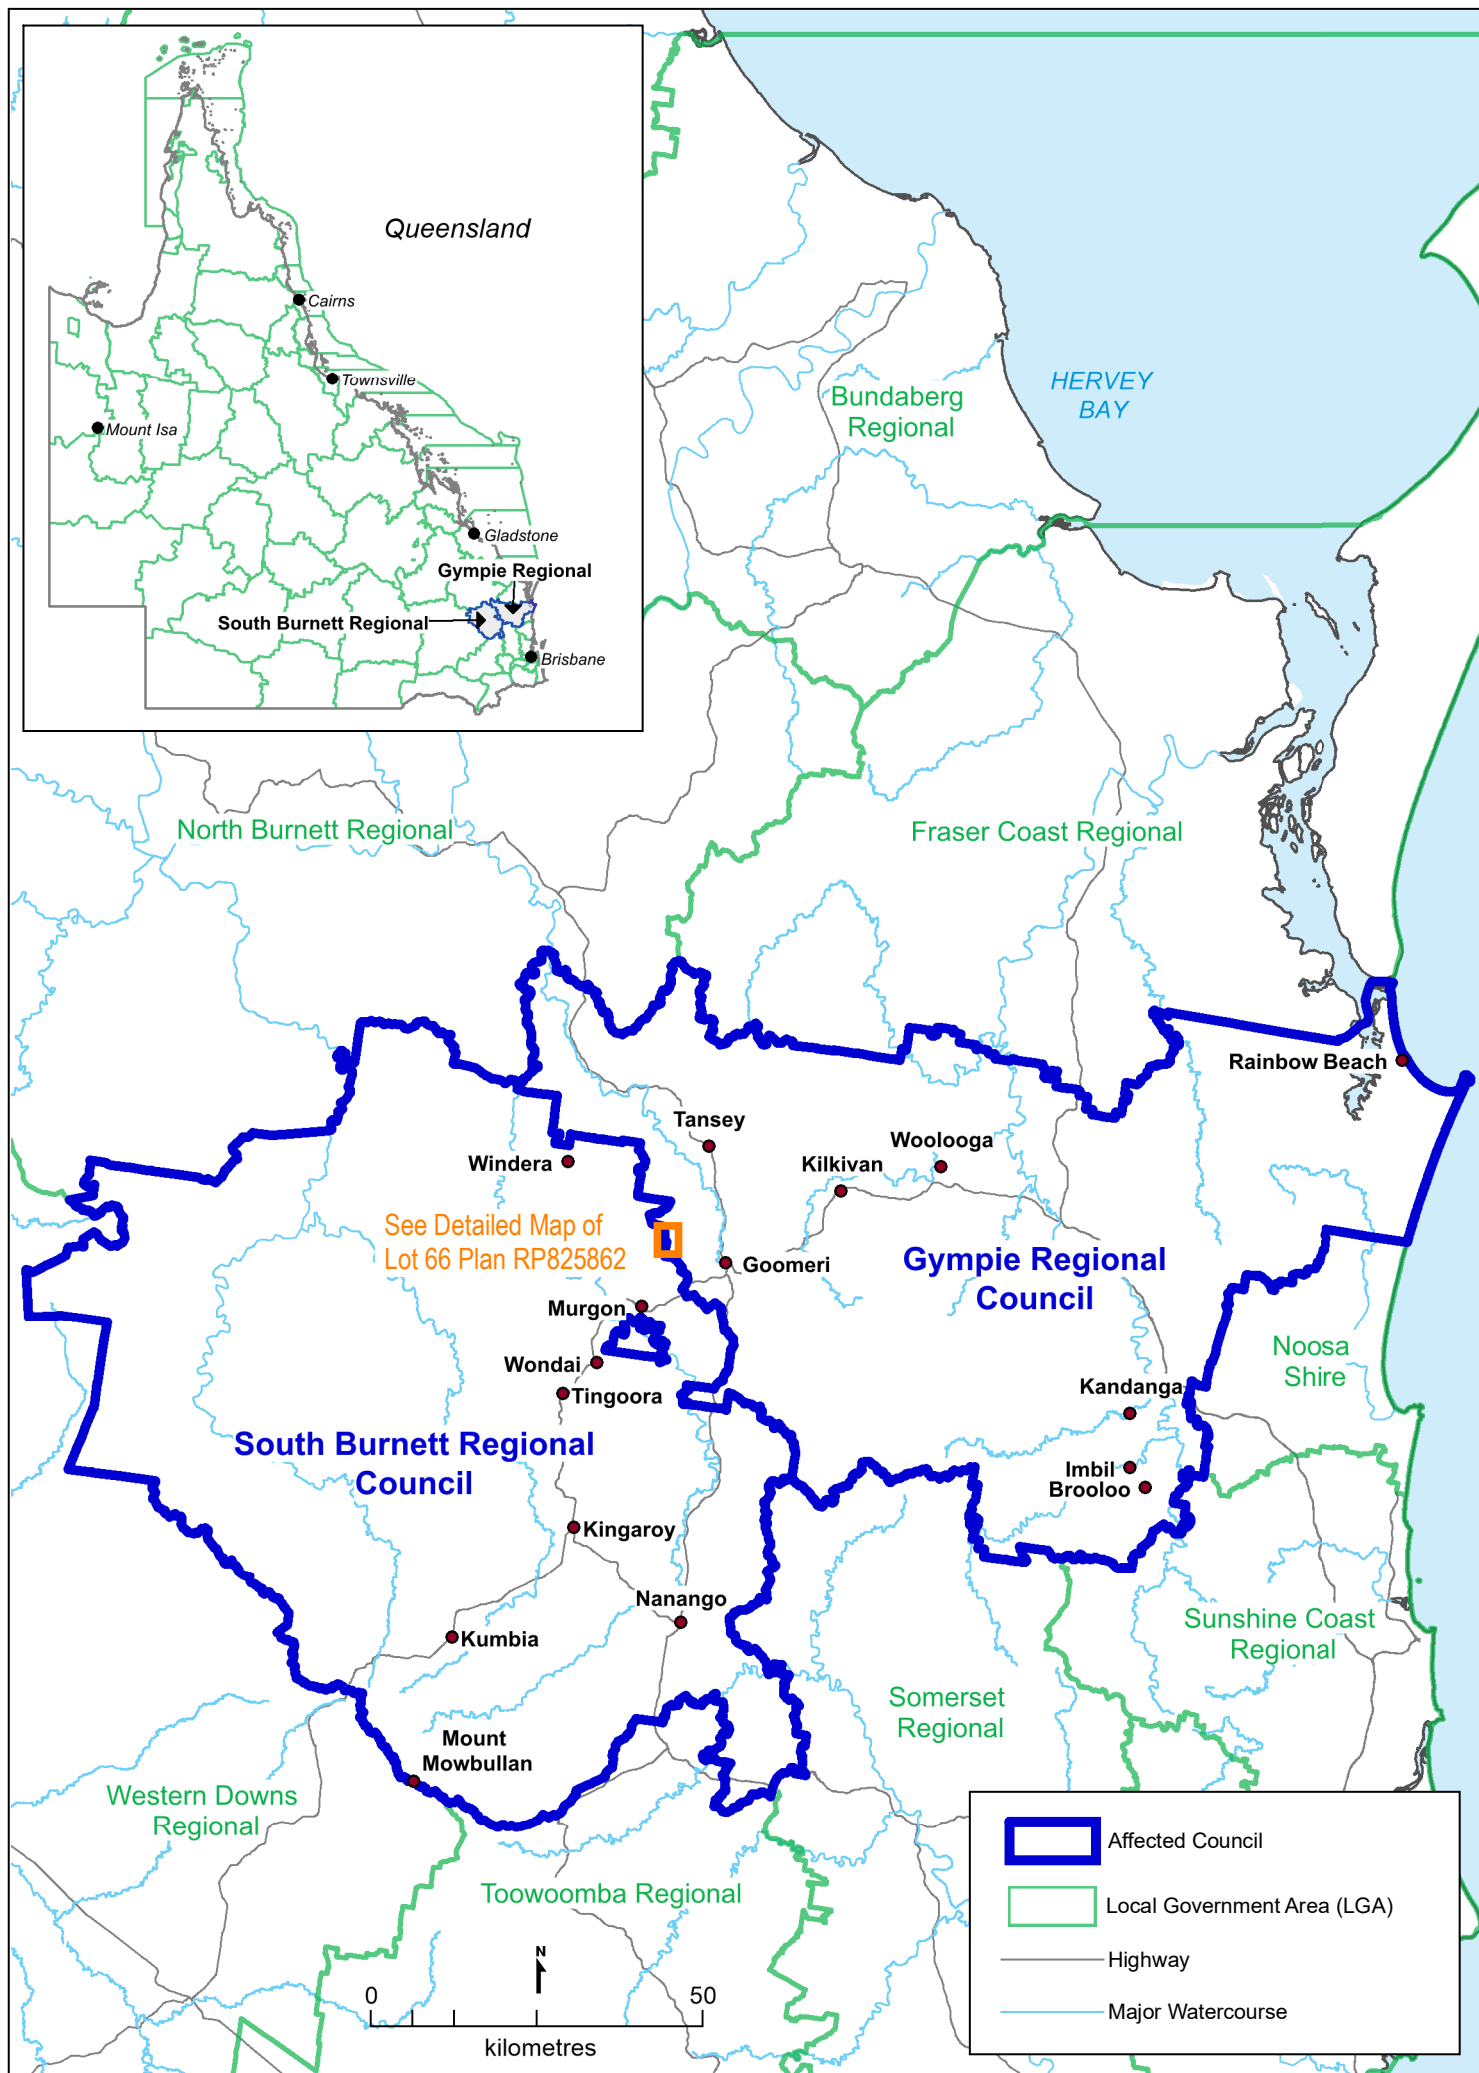 Queensland
Cairns
Townsville
Mount Isa
Gladstone
Gympie Regional
South Burnett Regional
Brisbane
HERVEY
BAY
Bundaberg
Regional
North Burnett Regional
Fraser Coast Regional
Rainbow Beach
Tansey
Woolooga
Windera
Kilkivan
See Detailed Map of
Lot 66 Plan RP825862
Goomeri
Gympie Regional
Council
Murgon
Noosa
Shire
Wondai
Tingoora
Kandanga
South Burnett Regional
Council
Imbil
Brooloo
Kingaroy
Nanango
Kumbia
Sunshine Coast
Regional
Somerset
Regional
Mount
Mowbullan
Western Downs
Regional
Toowoomba Regional
Affected Council
Local Government Area (LGA)
Highway
Major Watercourse
N
0
50
kilometres